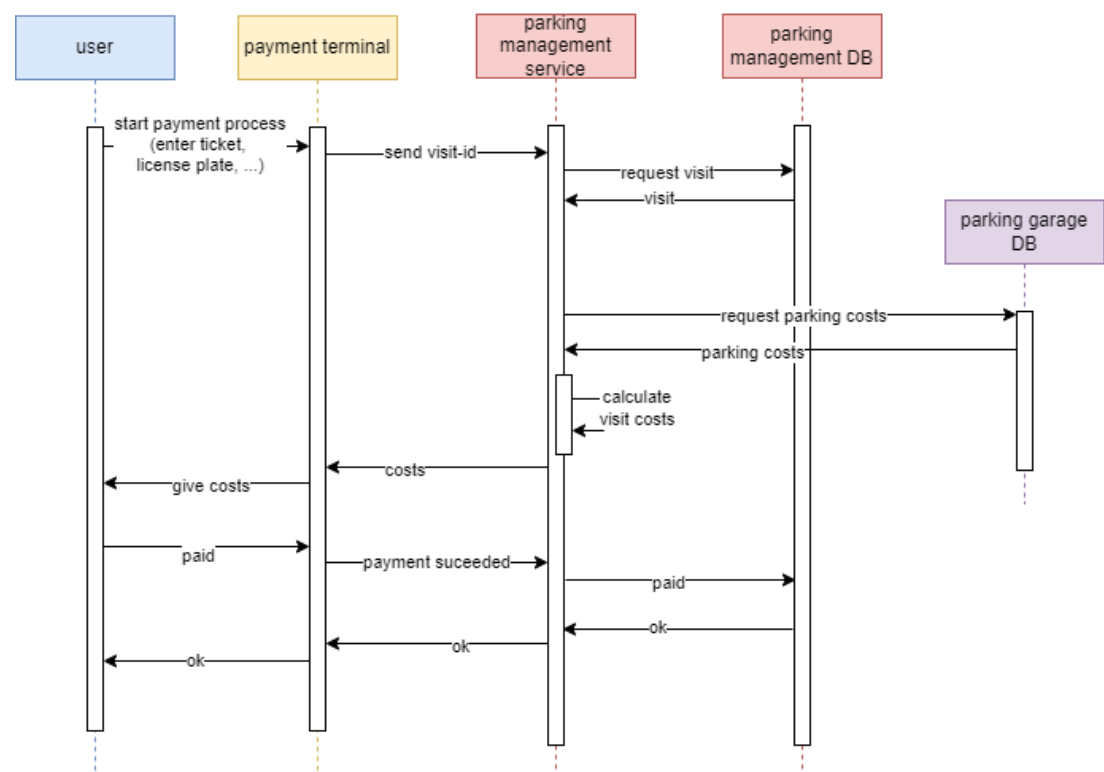 user
payment terminal
parking
management
service
parking
management DB
start payment process
(enter ticket,
license plate, ...)
send visit-id
request visit
visit
parking garage
DB
request parking costs
parking costs
calculate
visit costs
costs
give costs
paid
payment suceeded
paid
ok
ok
ok